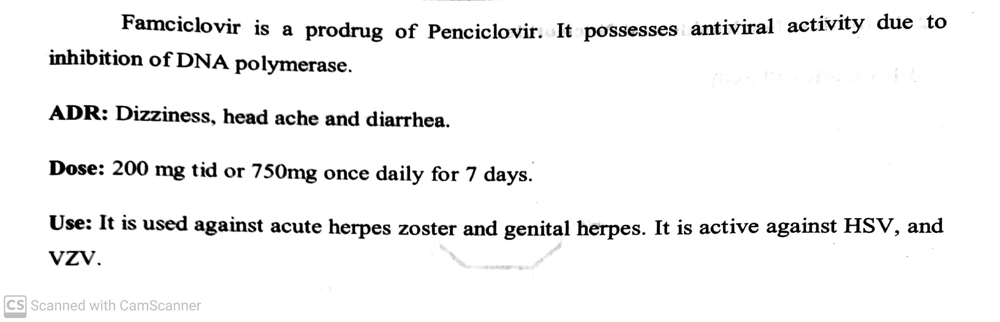 Famciclovir is a prodrug of Penciclovir. It possesses antiviral activity due to
inhibition of DNA polymerase.
ADR: Dizziness, head ache and diarrhea.
Dose: 200 mg tid or 750mg once daily for 7 days.
Use: It is used against acute herpes zoster and genital herpes. It is active against HSV, and
VZV.
CS Scanned with CamScanner